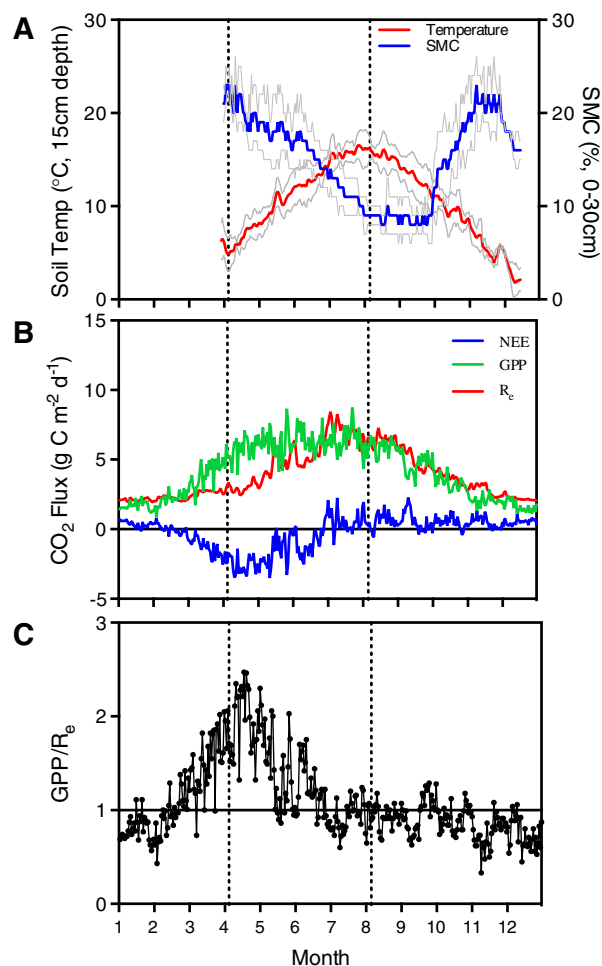 A
Soil Temp (°C, 15cm depth)
30
20
10
0
Temperature
SMC
30
20
10
0
SMC (%, 0-30cm)
B
CO2 Flux (g C m-2 d-1)
15
10
5
0
-5
NEE
GPP
Re
C
GPP/Re
3
2
1
0
1 2 3 4 5 6 7 8 9 10 11 12
Month